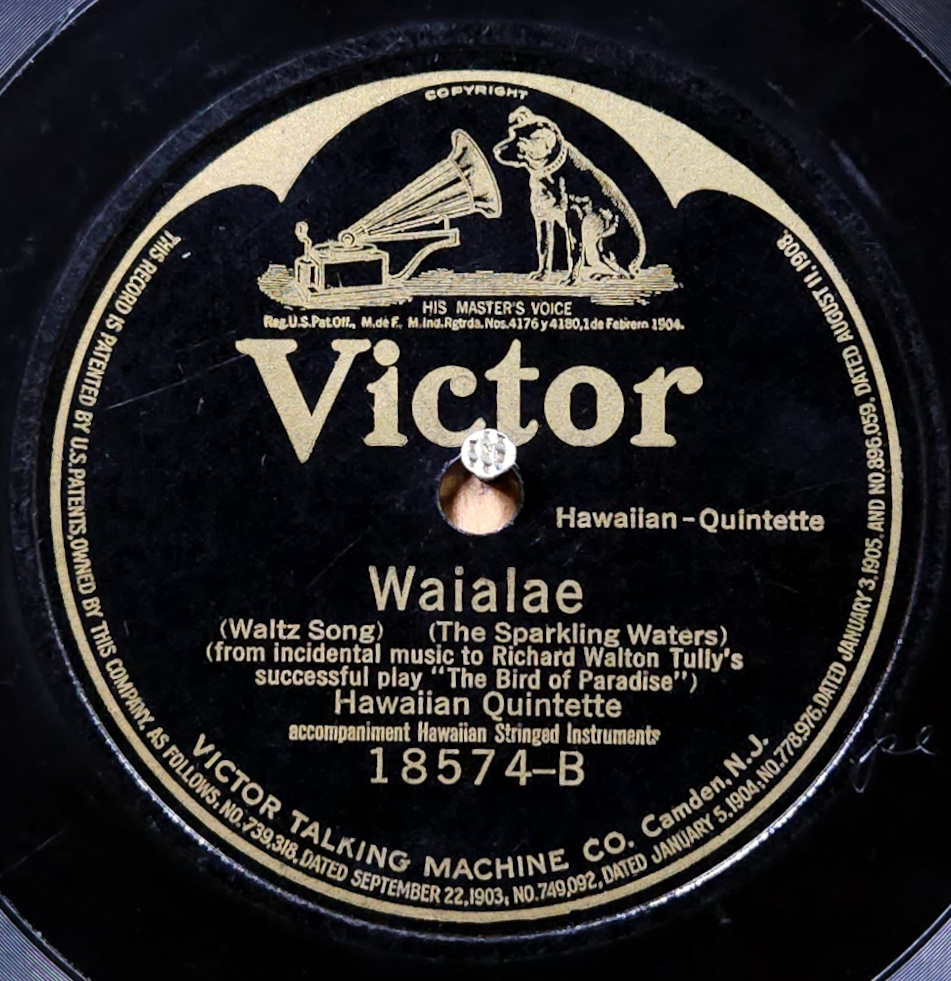 COPYRIGHT
HIS MASTER'S VOICE
Reg.U.S.Pat.Off., M.de F., M.Ind.Rgtrda.Nos.4176 y 4180,1 de Febrero 1904.
Victor
Hawaiian-Quintette
Waialae
(Waltz Song) (The Sparkling Waters)
(from incidental music to Richard Walton Tully's
successful play "The Bird of Paradise")
Hawaiian Quintette
accompaniment Hawaiian Stringed Instruments
18574-B
VICTOR TALKING MACHINE CO. Camden, N.J.
THIS RECORD IS PATENTED BY U.S. PATENTS, OWNED BY THIS COMPANY, AS FOLLOWS, NO.739,318, DATED SEPTEMBER 22,1903; NO.749,092, DATED JANUARY 5,1904; NO.778,976, DATED JANUARY 3,1905, AND NO.896,059, DATED AUGUST 11, 1908.